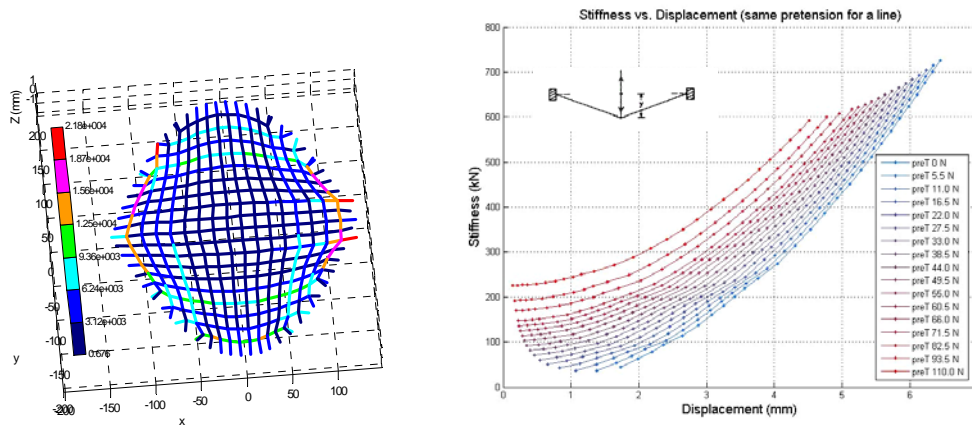 Z(mm)
1
0
-1
200
150
100
50
0
-50
-100
-150
2.18e+004
1.87e+004
1.56e+004
1.25e+004
9.36e+003
6.24e+003
3.12e+003
0.676
y
-200
-150
-100
-50
0
50
100
x
Stiffness vs. Displacement (same pretension for a line)
Stiffness (kN)
800
700
600
500
400
300
200
100
0
y
preT 0 N
preT 5.5 N
preT 11.0 N
preT 16.5 N
preT 22.0 N
preT 27.5 N
preT 33.0 N
preT 38.5 N
preT 44.0 N
preT 49.5 N
preT 55.0 N
preT 60.5 N
preT 66.0 N
preT 71.5 N
preT 82.5 N
preT 93.5 N
preT 110.0 N
0 1 2 3 4 5 6
Displacement (mm)